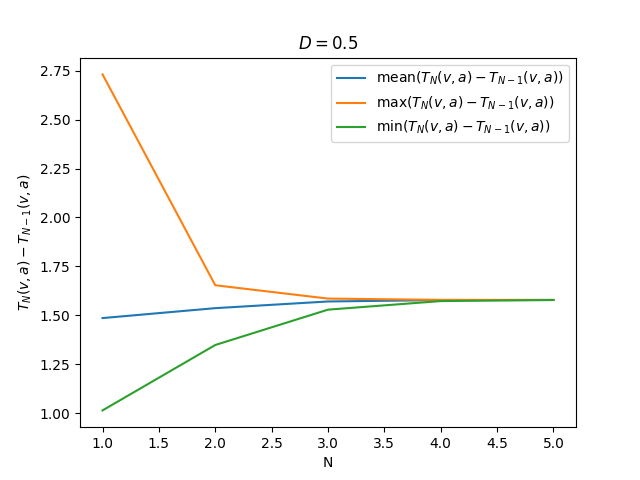 D = 0.5
mean(T_N(v, a) − T_{N−1}(v, a))
max(T_N(v, a) − T_{N−1}(v, a))
min(T_N(v, a) − T_{N−1}(v, a))
T_N(v, a) − T_{N−1}(v, a)
2.75
2.50
2.25
2.00
1.75
1.50
1.25
1.00
1.0 1.5 2.0 2.5 3.0 3.5 4.0 4.5 5.0
N